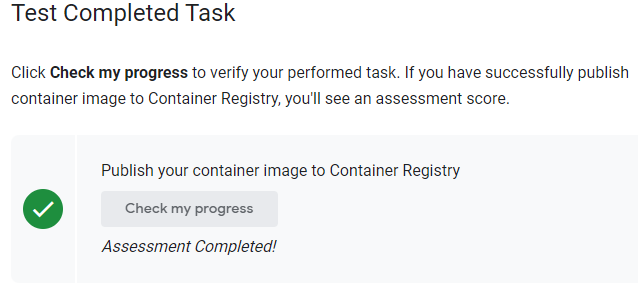 Test Completed Task
Click Check my progress to verify your performed task. If you have successfully publish
container image to Container Registry, you'll see an assessment score.
Publish your container image to Container Registry
Check my progress
Assessment Completed!